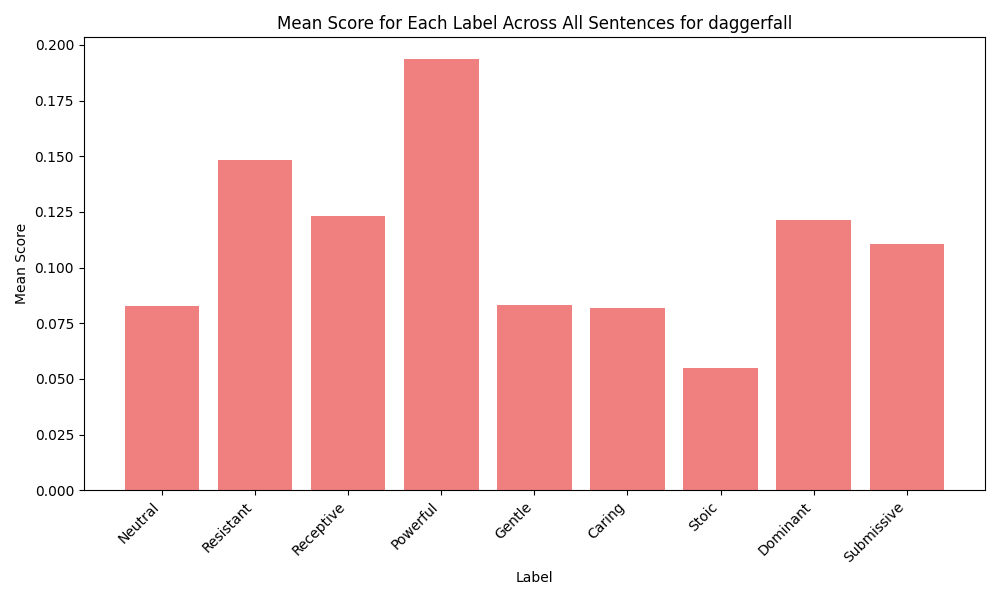 Mean Score for Each Label Across All Sentences for daggerfall
Mean Score
0.200
0.175
0.150
0.125
0.100
0.075
0.050
0.025
0.000
Neutral
Resistant
Receptive
Powerful
Gentle
Caring
Stoic
Dominant
Submissive
Label